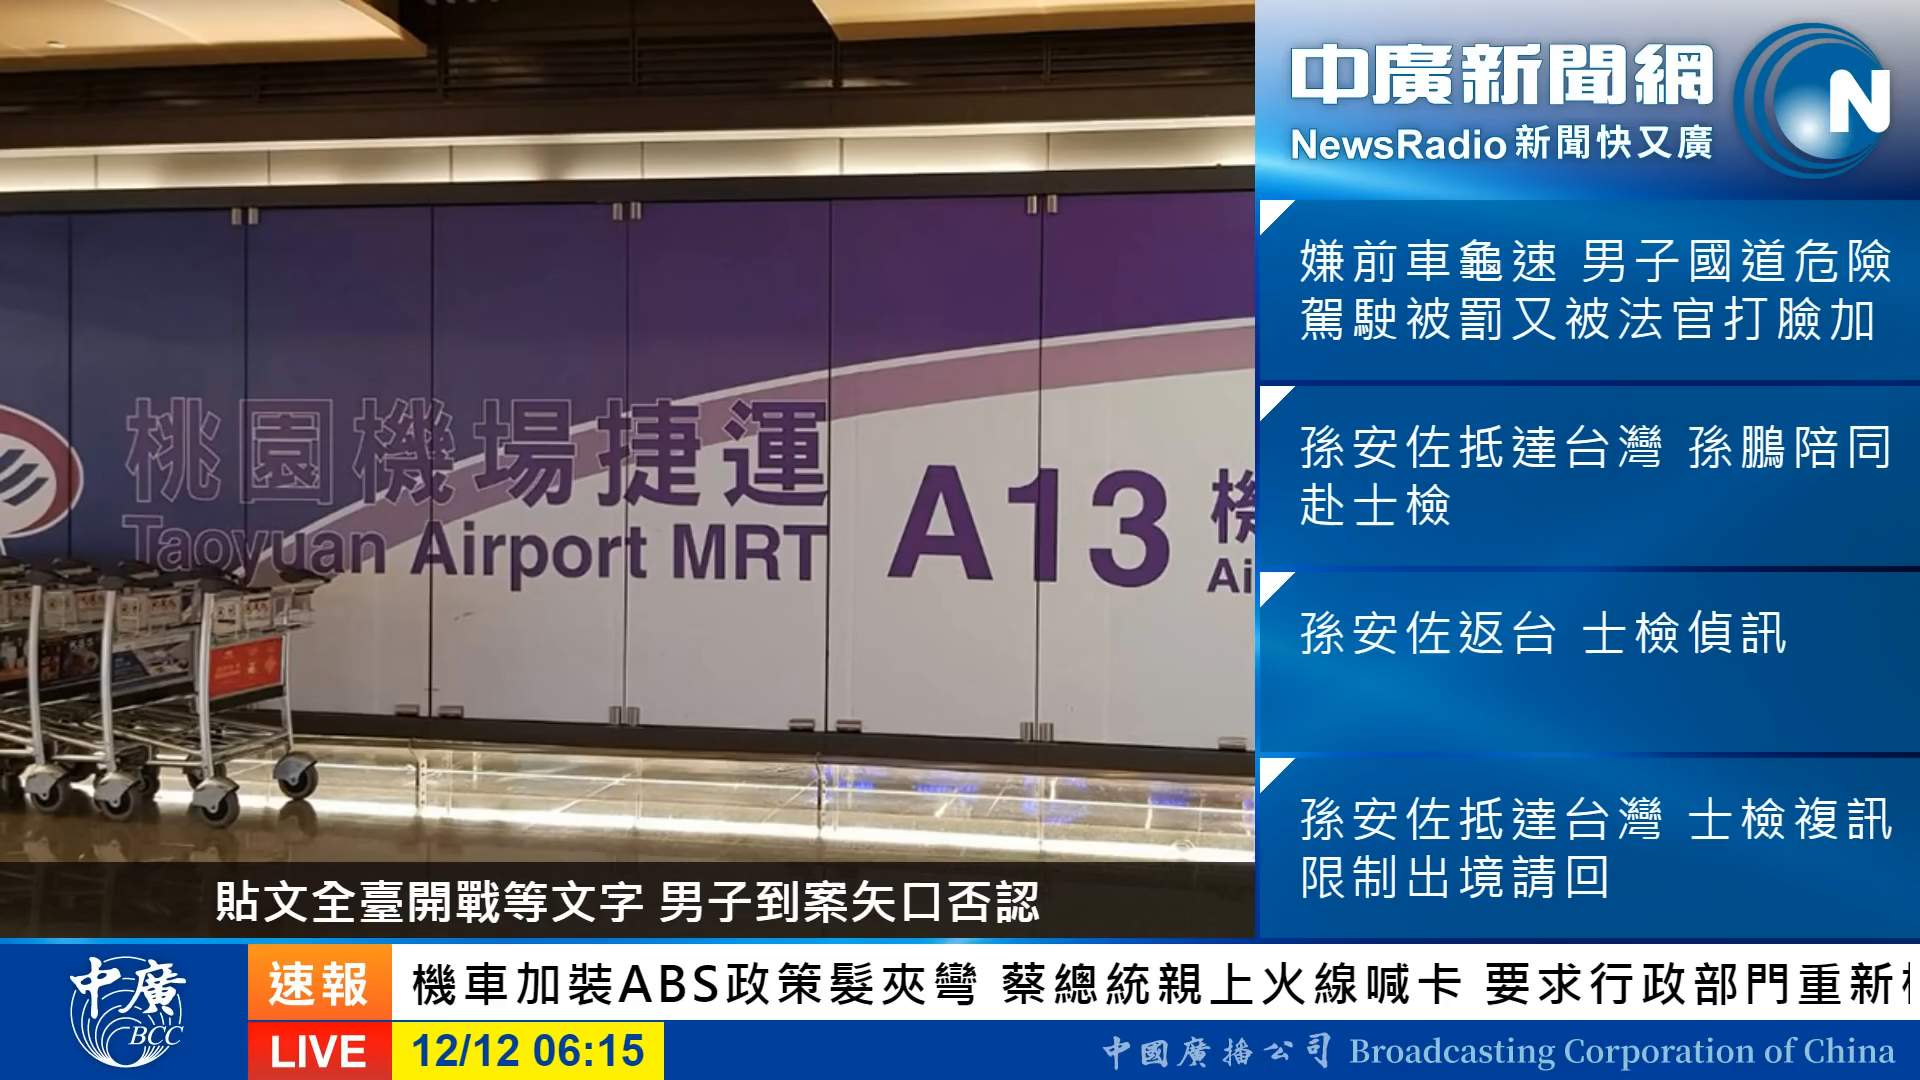 桃園機場捷運
Taoyuan Airport MRT
A13 機
Ai
貼文全臺開戰等文字 男子到案矢口否認
中廣新聞網
NewsRadio 新聞快又廣
N
嫌前車龜速 男子國道危險
駕駛被罰又被法官打臉加
孫安佐抵達台灣 孫鵬陪同
赴士檢
孫安佐返台 士檢偵訊
孫安佐抵達台灣 士檢複訊
限制出境請回
中廣
BCC
速報
機車加裝ABS政策髮夾彎 蔡總統親上火線喊卡 要求行政部門重新
LIVE
12/12 06:15
中國廣播公司 Broadcasting Corporation of China